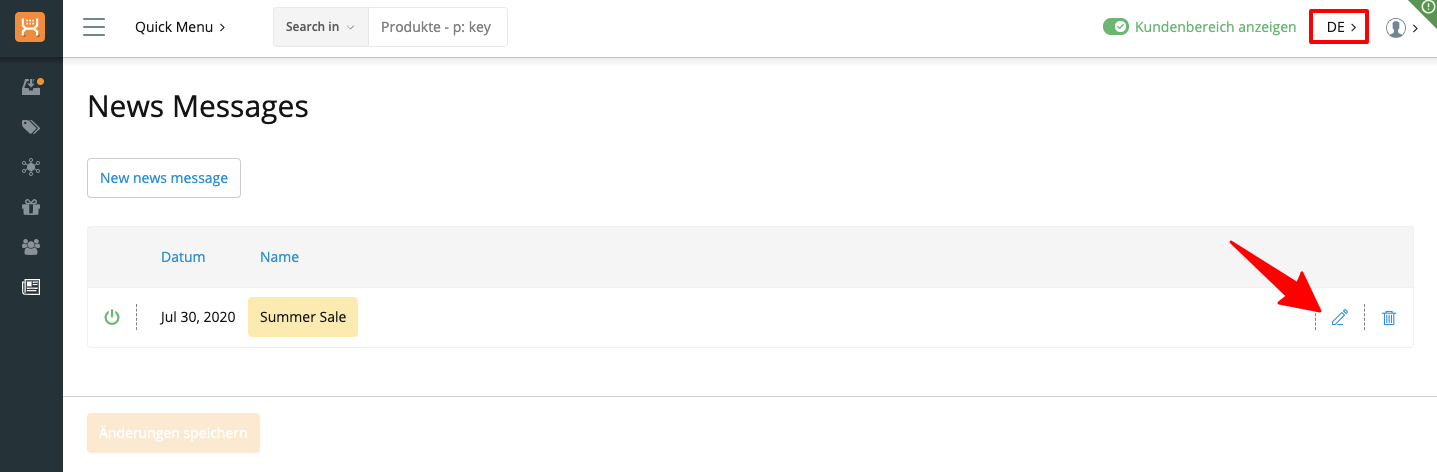 Quick Menu
Search in
Produkte - p: key
Kundenbereich anzeigen
DE
News Messages
New news message
Datum Name
Jul 30, 2020 Summer Sale
Änderungen speichern